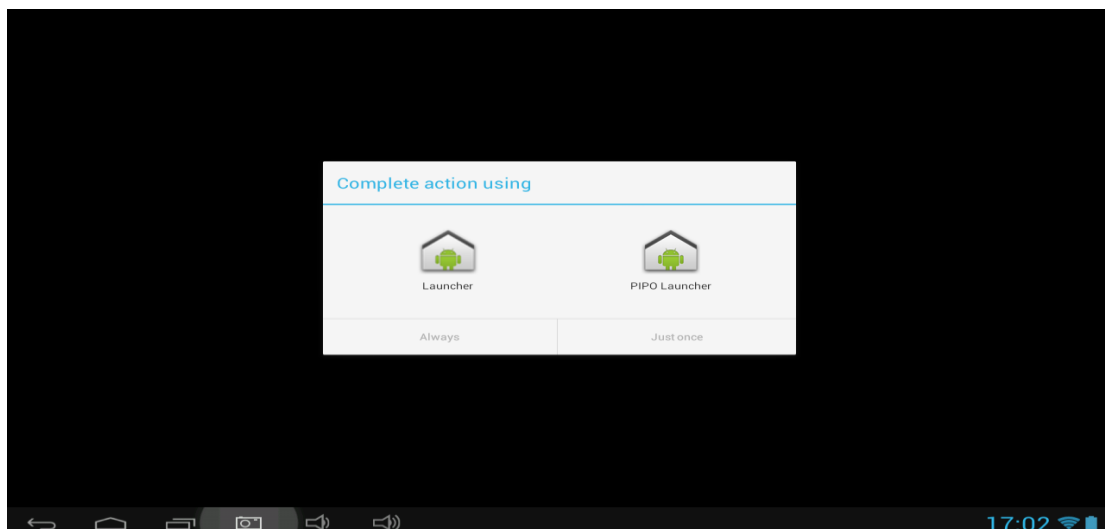 Complete action using
Launcher
PIPO Launcher
Always
Just once
17:02